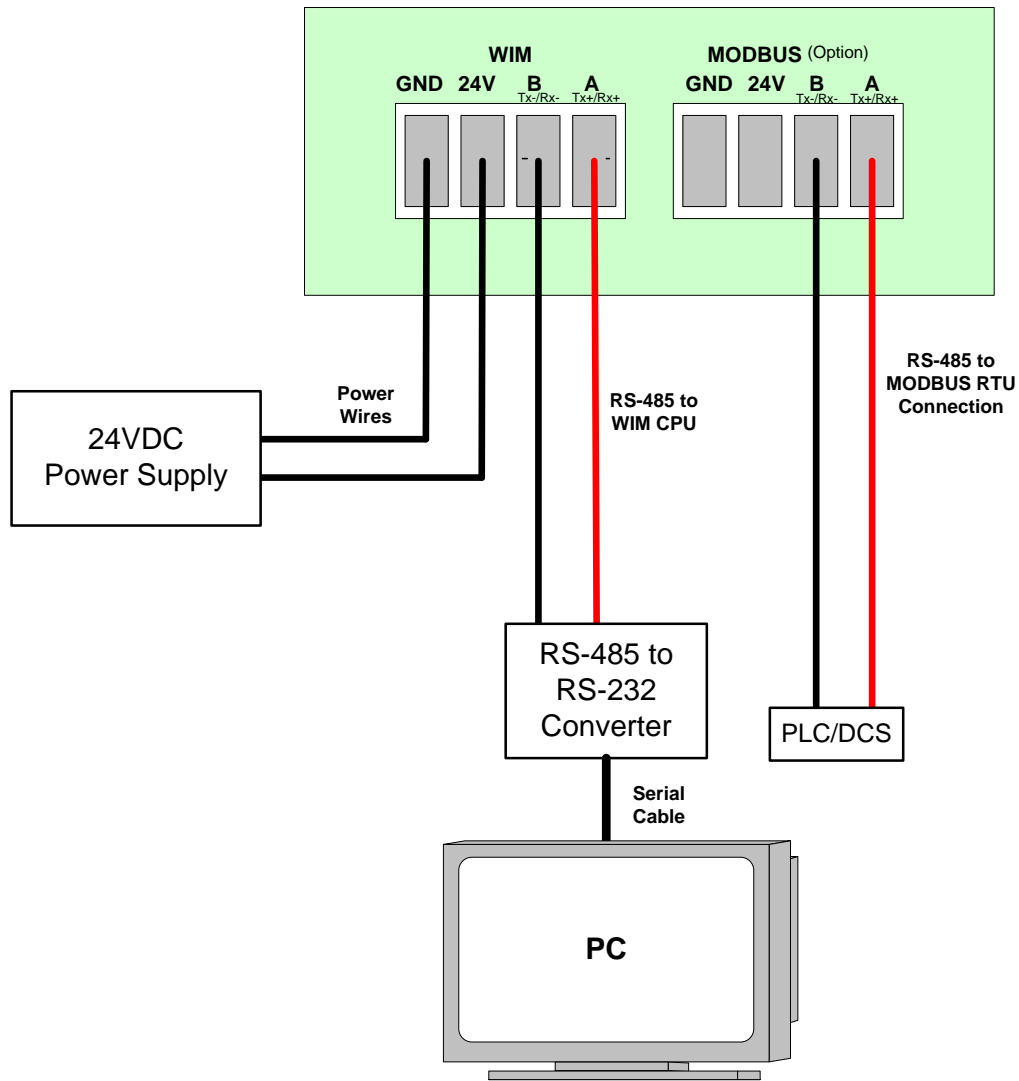 WIM
MODBUS (Option)
GND 24V B A
Tx-/Rx- Tx+/Rx+
GND 24V B A
Tx-/Rx- Tx+/Rx+
- -
Power
Wires
24VDC
Power Supply
RS-485 to
WIM CPU
RS-485 to
MODBUS RTU
Connection
RS-485 to
RS-232
Converter
PLC/DCS
Serial
Cable
PC